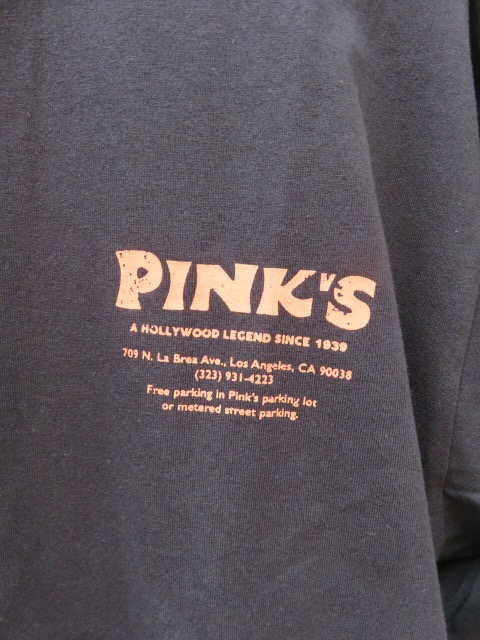 PINK'S
A HOLLYWOOD LEGEND SINCE 1939
709 N. La Brea Ave., Los Angeles, CA 90038
(323) 931-4223
Free parking in Pink's parking lot
or metered street parking.